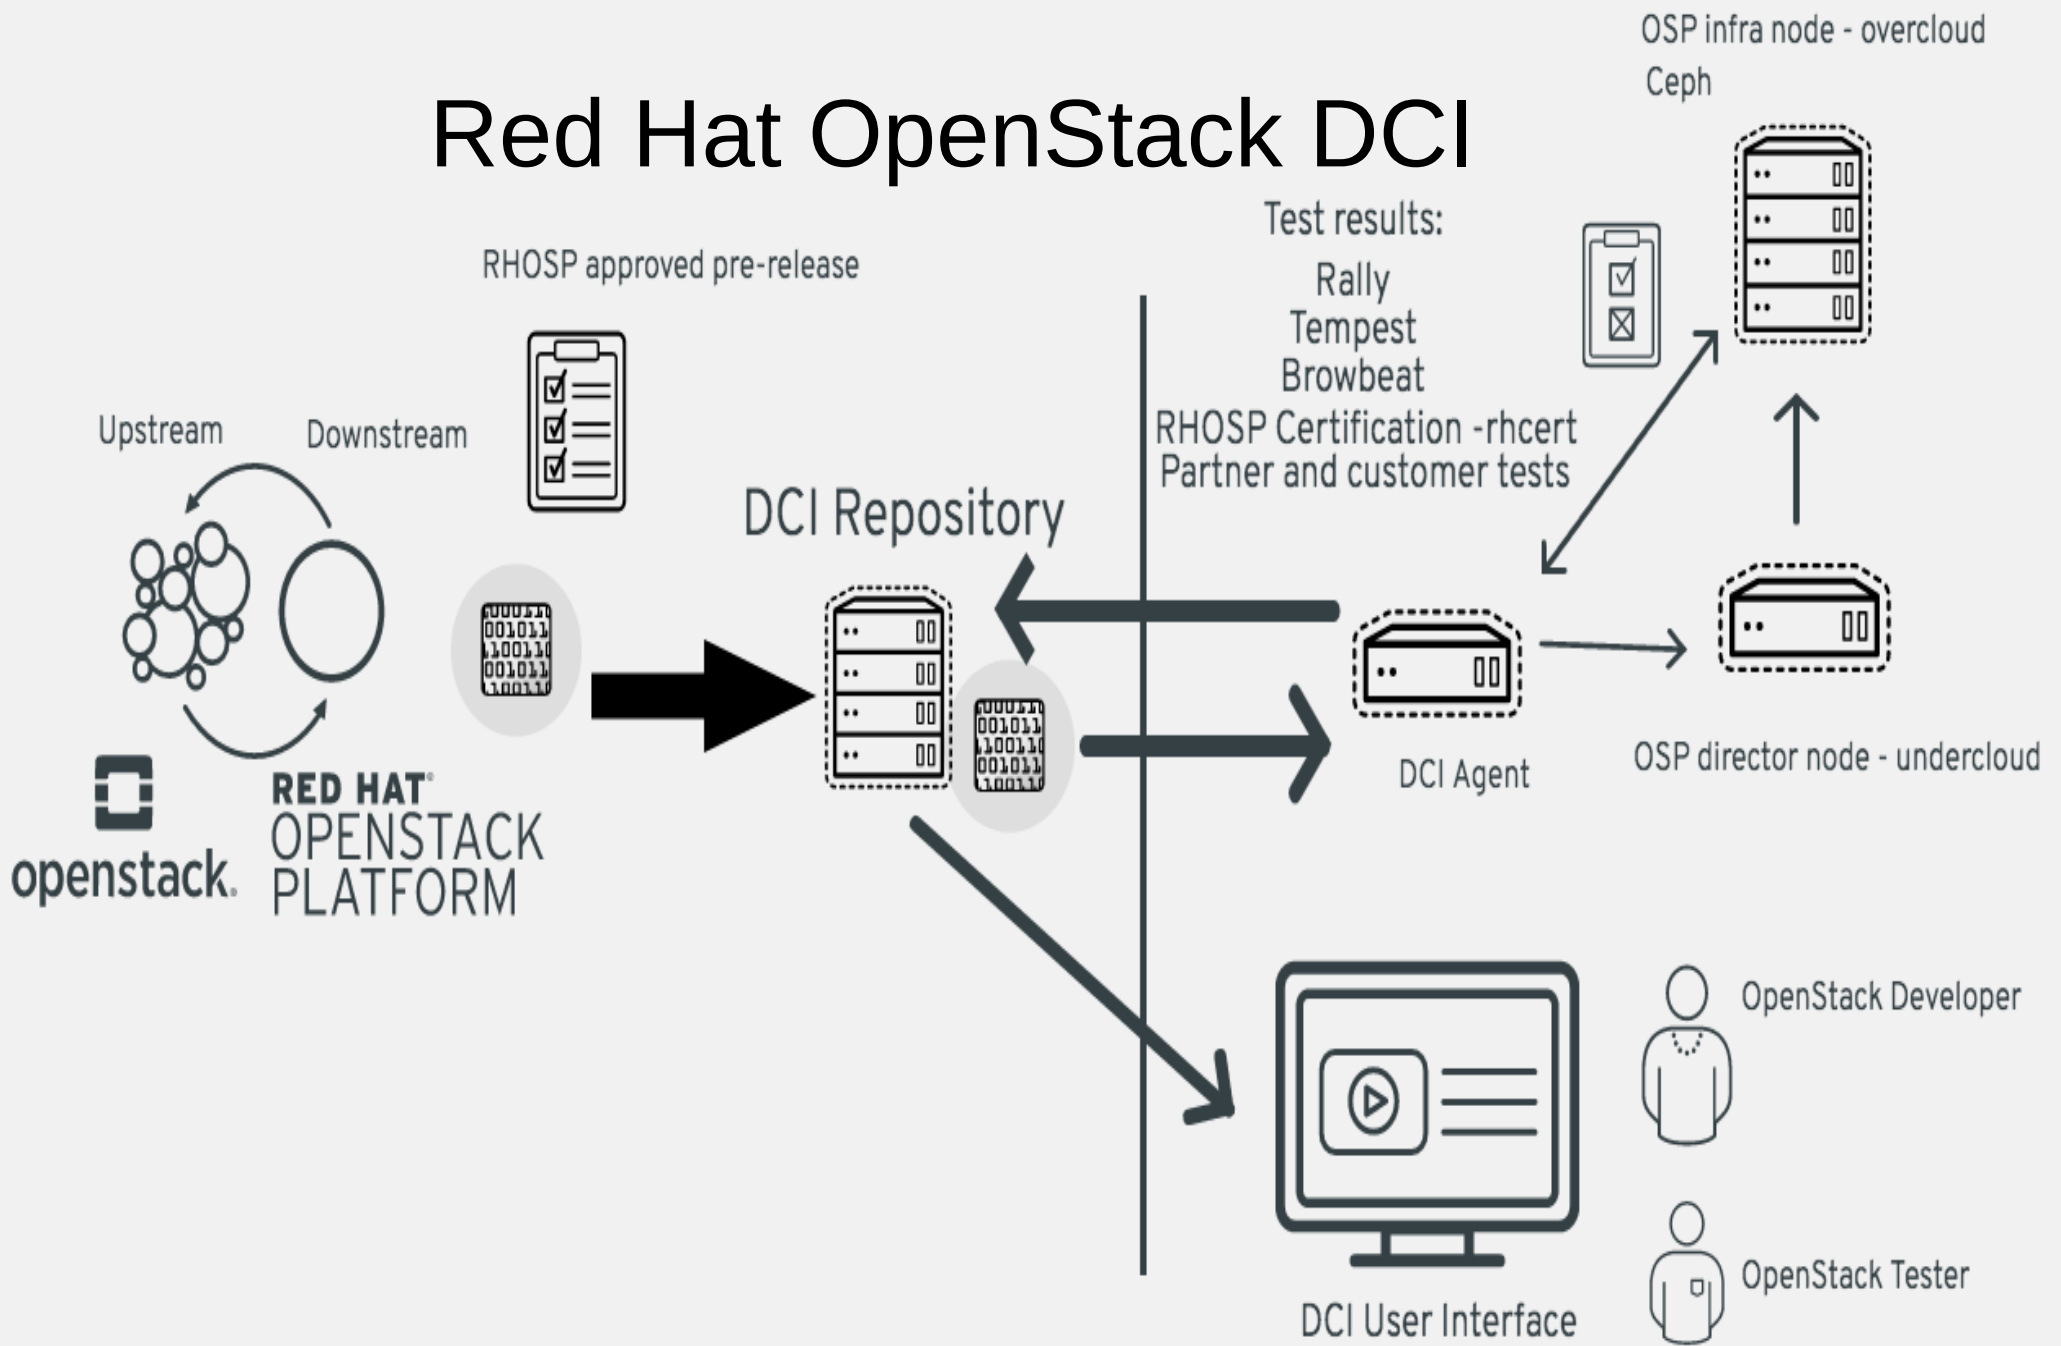 Red Hat OpenStack DCI
OSP infra node - overcloud
Ceph
Test results:
Rally
Tempest
Browbeat
RHOSP Certification -rhcert
Partner and customer tests
RHOSP approved pre-release
Upstream
Downstream
DCI Repository
DCI Agent
OSP director node - undercloud
openstack.
RED HAT®
OPENSTACK
PLATFORM
OpenStack Developer
OpenStack Tester
DCI User Interface